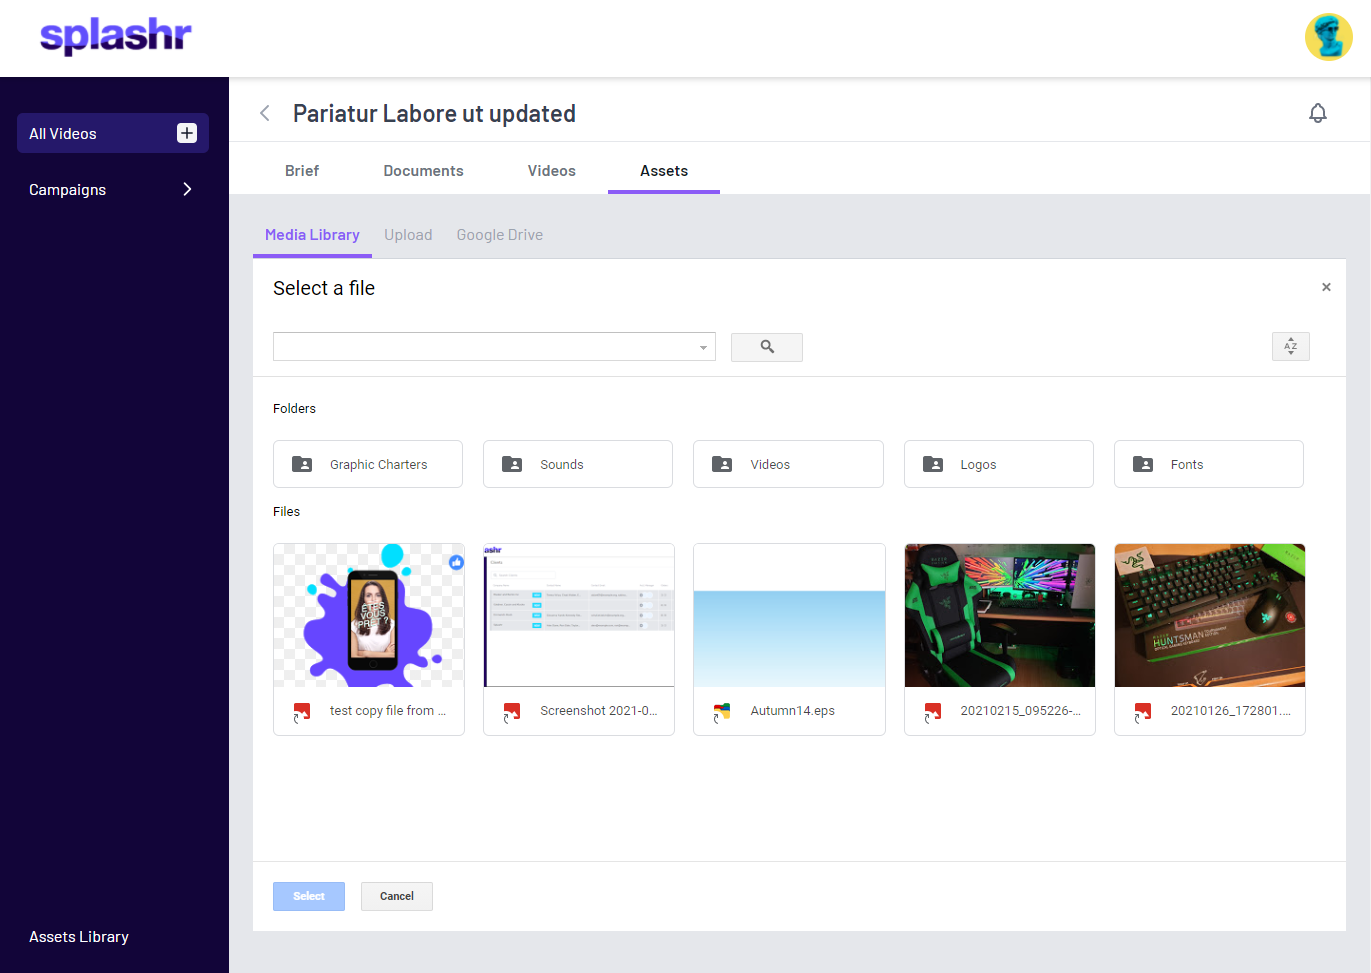 splashr
All Videos
Campaigns
Pariatur Labore ut updated
Brief
Documents
Videos
Assets
Media Library
Upload
Google Drive
Select a file
×
AZ
Folders
Graphic Charters
Sounds
Videos
Logos
Fonts
Files
ÊTES
VOUS
PRÊT ?
ashr
HUNTSMAN
test copy file from ...
Screenshot 2021-0...
Autumn14.eps
20210215_095226-...
20210126_172801....
Select
Cancel
Assets Library